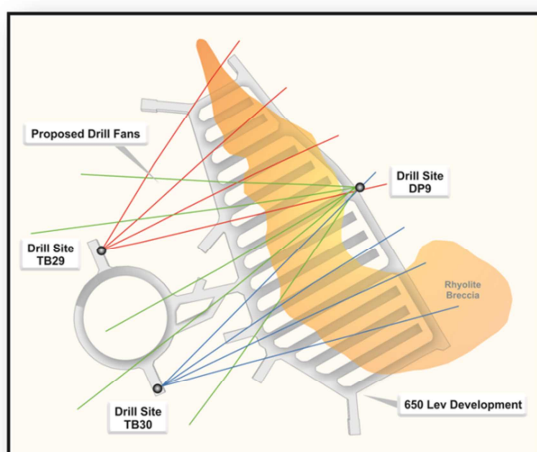 Proposed Drill Fans
Drill Site
DP9
Drill Site
TB29
Rhyolite
Breccia
Drill Site
TB30
650 Lev Development